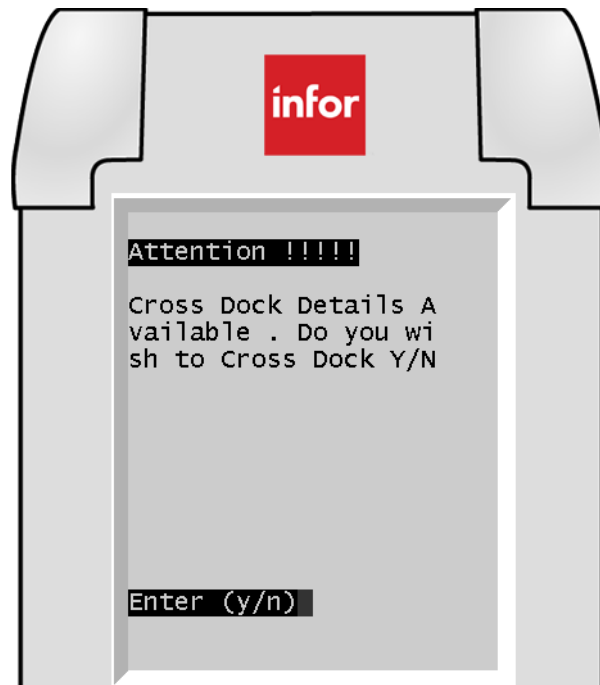 infor
Attention !!!!!
Cross Dock Details A
vailable . Do you wi
sh to Cross Dock Y/N
Enter (y/n)